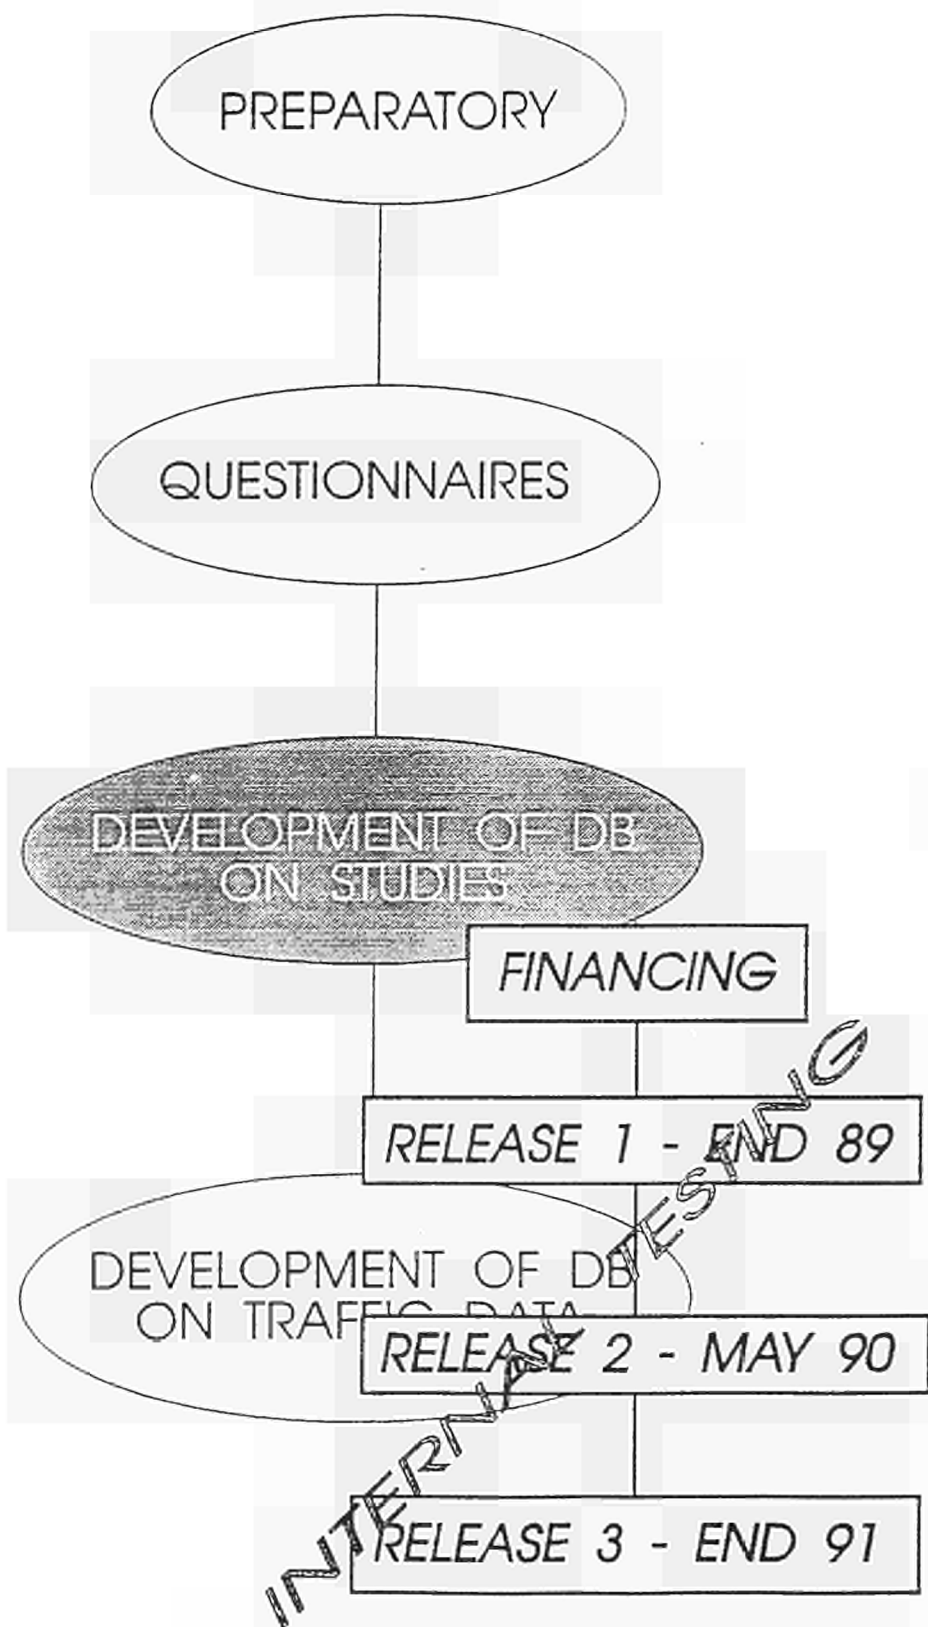 PREPARATORY
QUESTIONNAIRES
DEVELOPMENT OF DB
ON STUDIES
FINANCING
RELEASE 1 - END 89
DEVELOPMENT OF DB
ON TRAFFIC DATA
RELEASE 2 - MAY 90
RELEASE 3 - END 91
INTERNAL TESTING